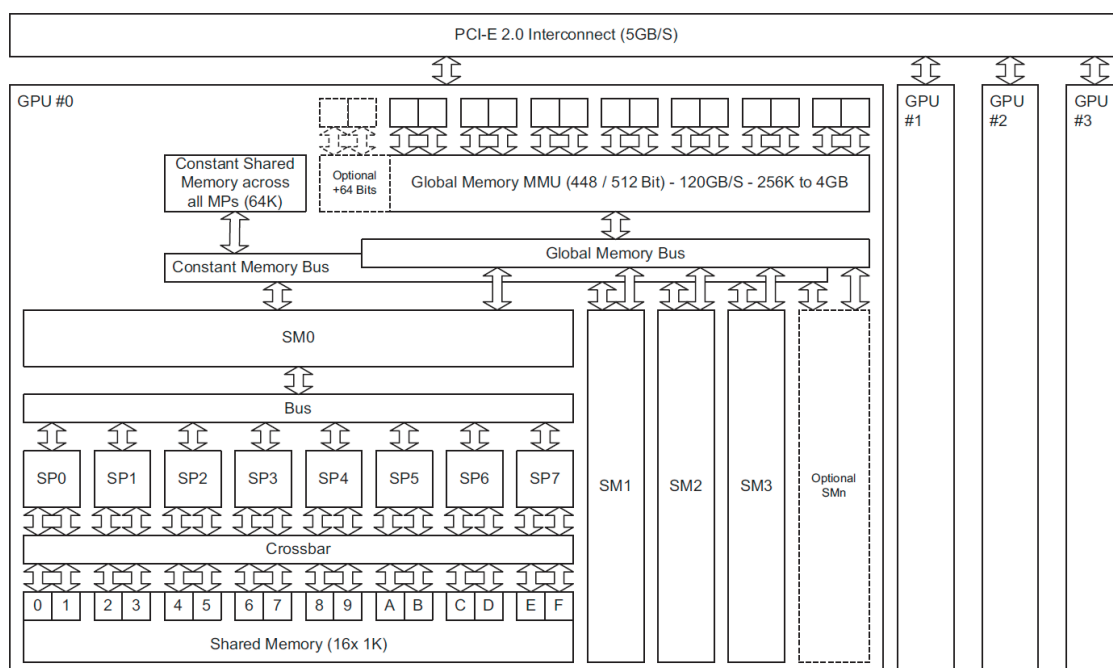 PCI-E 2.0 Interconnect (5GB/S)
GPU #0
GPU
#1
GPU
#2
GPU
#3
Constant Shared
Memory across
all MPs (64K)
Optional
+64 Bits
Global Memory MMU (448 / 512 Bit) - 120GB/S - 256K to 4GB
Global Memory Bus
Constant Memory Bus
SM0
Bus
SP0
SP1
SP2
SP3
SP4
SP5
SP6
SP7
SM1
SM2
SM3
Optional
SMn
Crossbar
0 1 2 3 4 5 6 7 8 9 A B C D E F
Shared Memory (16x 1K)